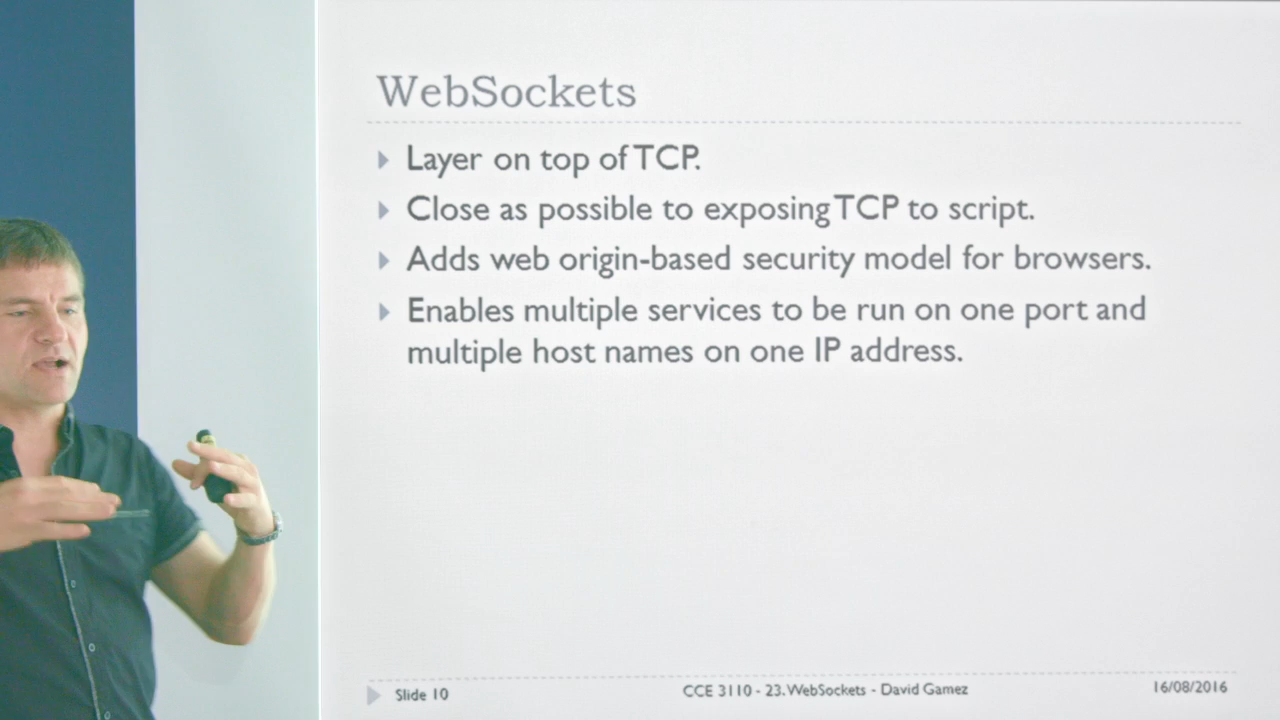 WebSockets
Layer on top of TCP.
Close as possible to exposing TCP to script.
Adds web origin-based security model for browsers.
Enables multiple services to be run on one port and
multiple host names on one IP address.
Slide 10
CCE 3110 - 23. WebSockets - David Gamez
16/08/2016